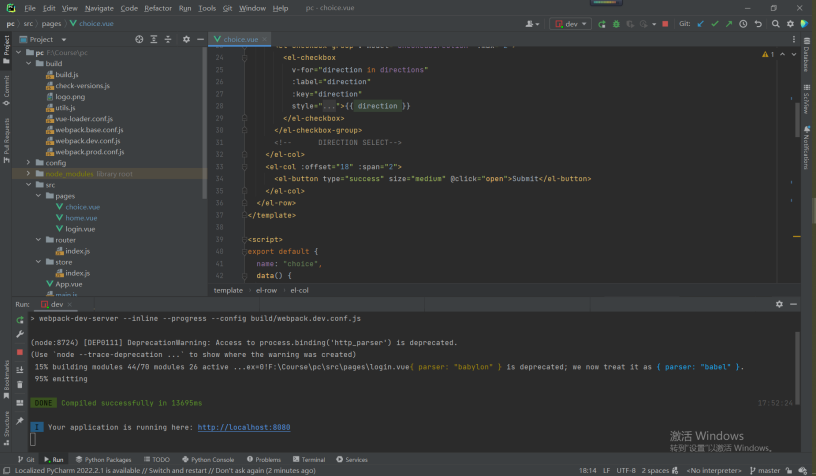 File Edit View Navigate Code Refactor Run Tools Git Window Help pc - choice.vue
pc src pages choice.vue dev Git:
Project choice.vue
pc F:\Course\pc
build
build.js
check-versions.js
logo.png
utils.js
vue-loader.conf.js
webpack.base.conf.js
webpack.dev.conf.js
webpack.prod.conf.js
config
node_modules library root
src
pages
choice.vue
home.vue
login.vue
router
index.js
store
index.js
App.vue
main.js
Project
Commit
Pull Requests
Bookmarks
Structure
24 <el-checkbox
25 v-for="direction in directions"
26 :label="direction"
27 :key="direction"
28 style="...">{{ direction }}
29 </el-checkbox>
30 </el-checkbox-group>
31 <!-- DIRECTION SELECT-->
32 </el-col>
33 <el-col :offset="18" :span="2">
34 <el-button type="success" size="medium" @click="open">Submit</el-button>
35 </el-col>
36 </el-row>
37 </template>
38
39 <script>
40 export default {
41 name: "choice",
42 data() {
1
Database
SciView
Notifications
template el-row el-col
Run: dev
> webpack-dev-server --inline --progress --config build/webpack.dev.conf.js
(node:8724) [DEP0111] DeprecationWarning: Access to process.binding('http_parser') is deprecated.
(Use `node --trace-deprecation ...` to show where the warning was created)
15% building modules 44/70 modules 26 active ...ex=0!F:\Course\pc\src\pages\login.vue{ parser: "babylon" } is deprecated; we now treat it as { parser: "babel" }.
95% emitting
DONE Compiled successfully in 13695ms 17:52:24
I Your application is running here: http://localhost:8080
激活 Windows
转到"设置"以激活 Windows。
Git Run Python Packages TODO Python Console Problems Terminal Services
Localized PyCharm 2022.2.1 is available // Switch and restart // Don't ask again (2 minutes ago) 18:14 LF UTF-8 2 spaces <No interpreter> master